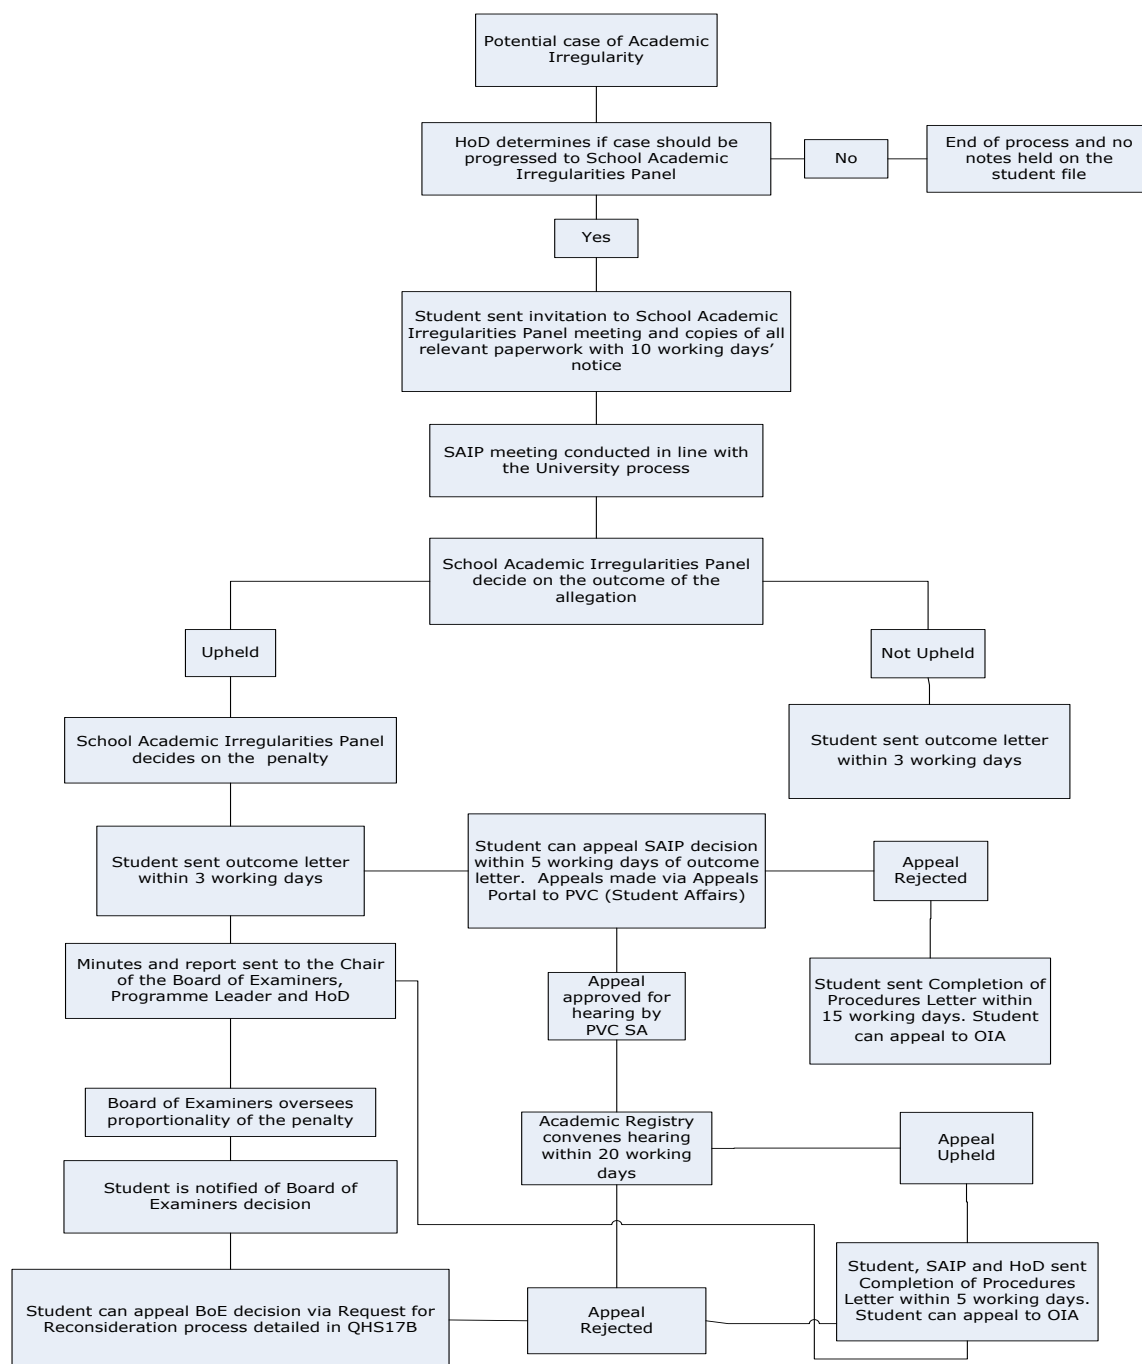 Potential case of Academic
Irregularity
HoD determines if case should be
progressed to School Academic
Irregularities Panel
No
End of process and no
notes held on the
student file
Yes
Student sent invitation to School Academic
Irregularities Panel meeting and copies of all
relevant paperwork with 10 working days’
notice
SAIP meeting conducted in line with
the University process
School Academic Irregularities Panel
decide on the outcome of the
allegation
Upheld
Not Upheld
School Academic Irregularities Panel
decides on the penalty
Student sent outcome letter
within 3 working days
Student sent outcome letter
within 3 working days
Student can appeal SAIP decision
within 5 working days of outcome
letter. Appeals made via Appeals
Portal to PVC (Student Affairs)
Appeal
Rejected
Minutes and report sent to the Chair
of the Board of Examiners,
Programme Leader and HoD
Appeal
approved for
hearing by
PVC SA
Student sent Completion of
Procedures Letter within
15 working days. Student
can appeal to OIA
Board of Examiners oversees
proportionality of the penalty
Academic Registry
convenes hearing
within 20 working
days
Appeal
Upheld
Student is notified of Board of
Examiners decision
Student, SAIP and HoD sent
Completion of Procedures
Letter within 5 working days.
Student can appeal to OIA
Student can appeal BoE decision via Request for
Reconsideration process detailed in QHS17B
Appeal
Rejected